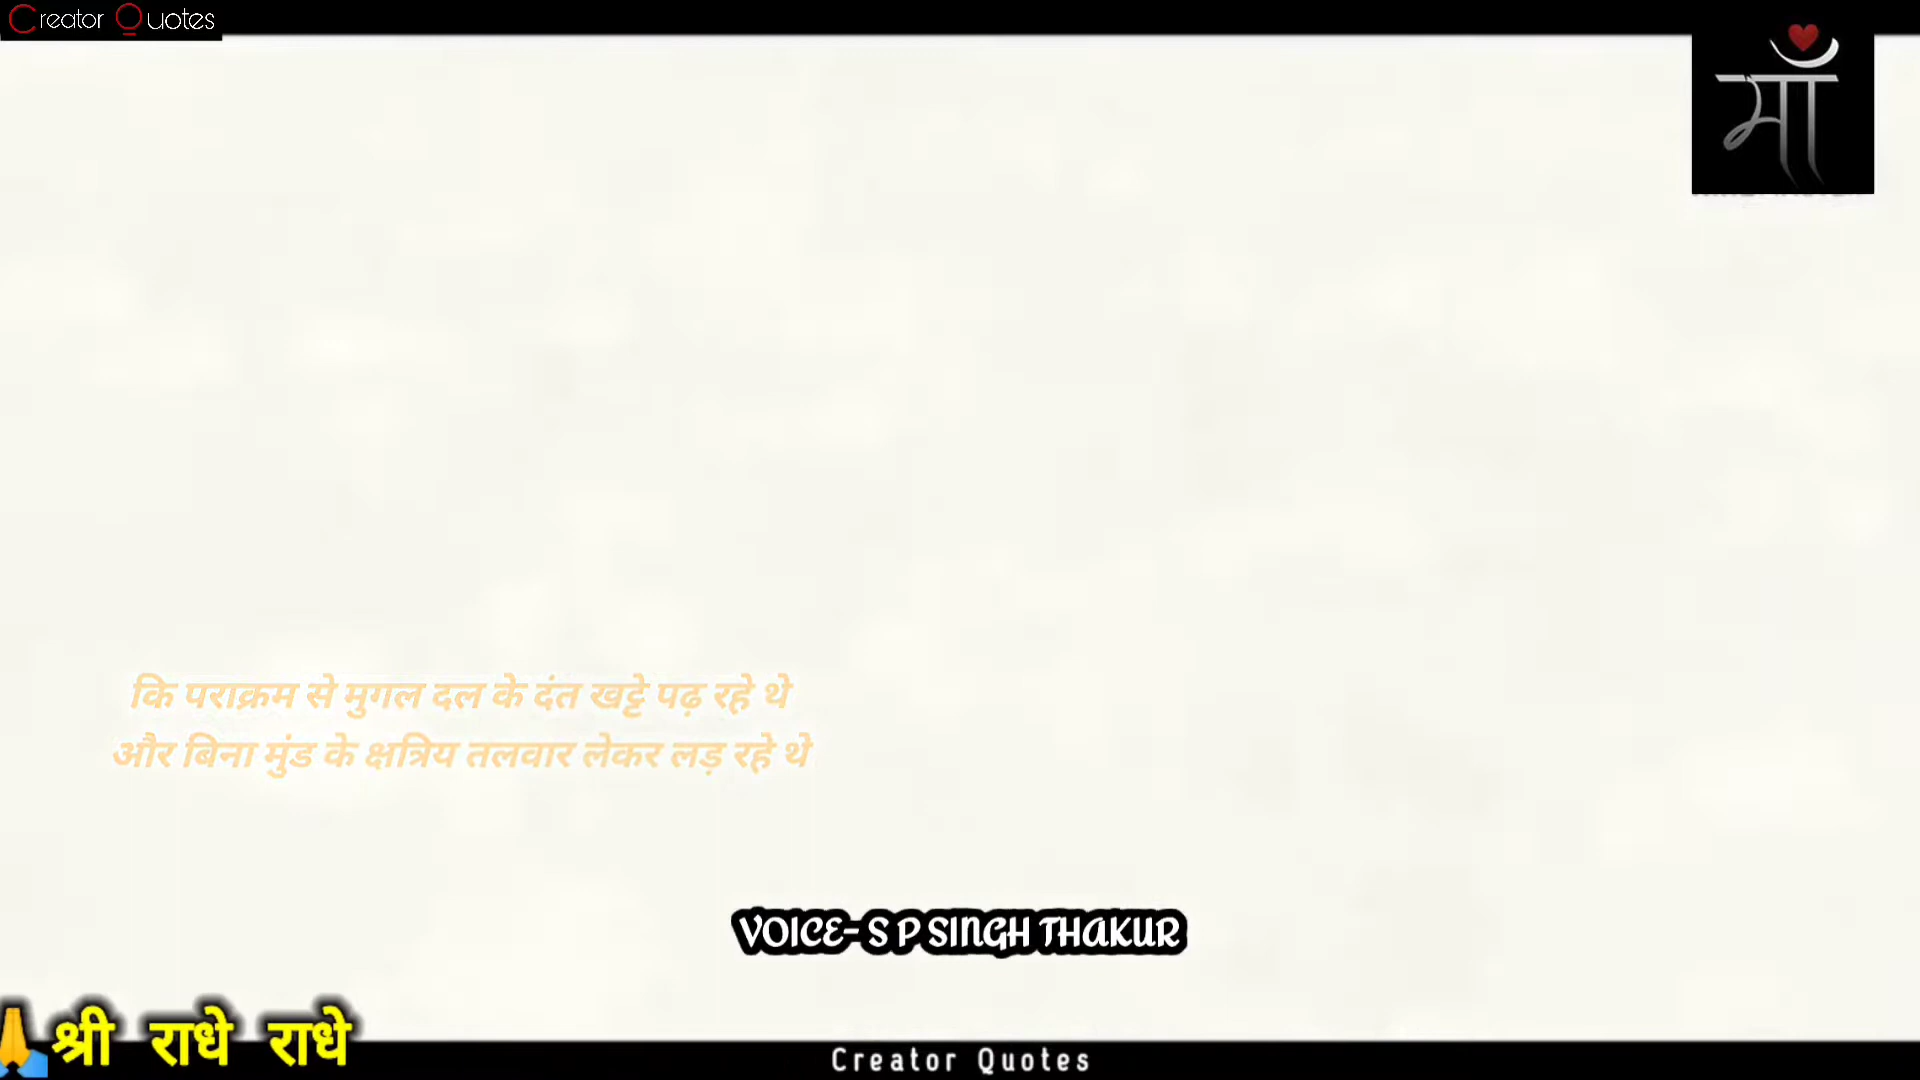 Creator Quotes
माँ
कि पराक्रम से मुगल दल के दंत खट्टे पढ़ रहे थे
और बिना मुंड के क्षत्रिय तलवार लेकर लड़ रहे थे
VOICE- S P SINGH THAKUR
🙏श्री राधे राधे
Creator Quotes